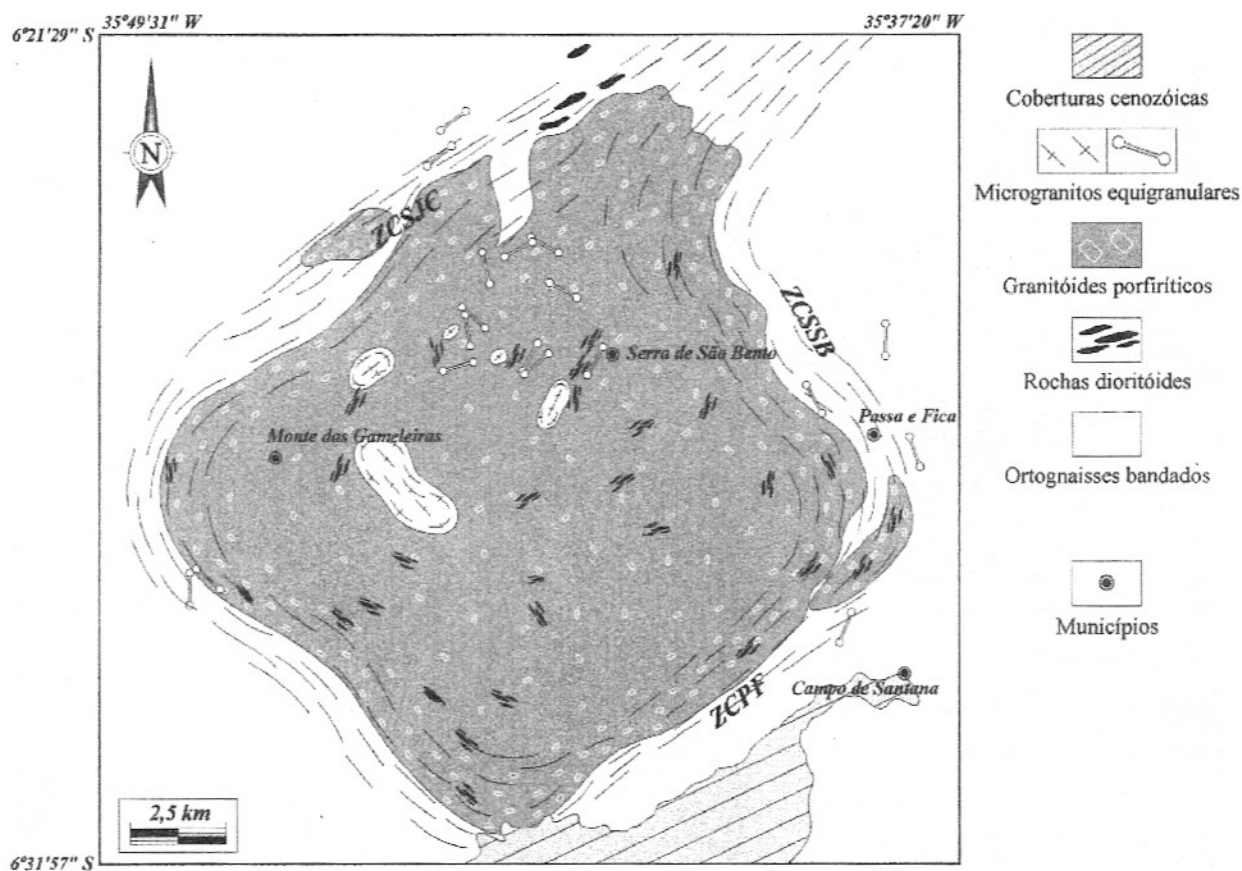 35°49'31" W
35°37'20" W
6°21'29" S
N
Coberturas cenozóicas
Microgranitos equigranulares
ZCSJC
Granitóides porfiríticos
ZCSSB
Serra de São Bento
Rochas dioritóides
Passa e Fica
Monte das Gameleiras
Ortognaisses bandados
Municípios
Campo de Santana
ZCPF
2,5 km
6°31'57" S